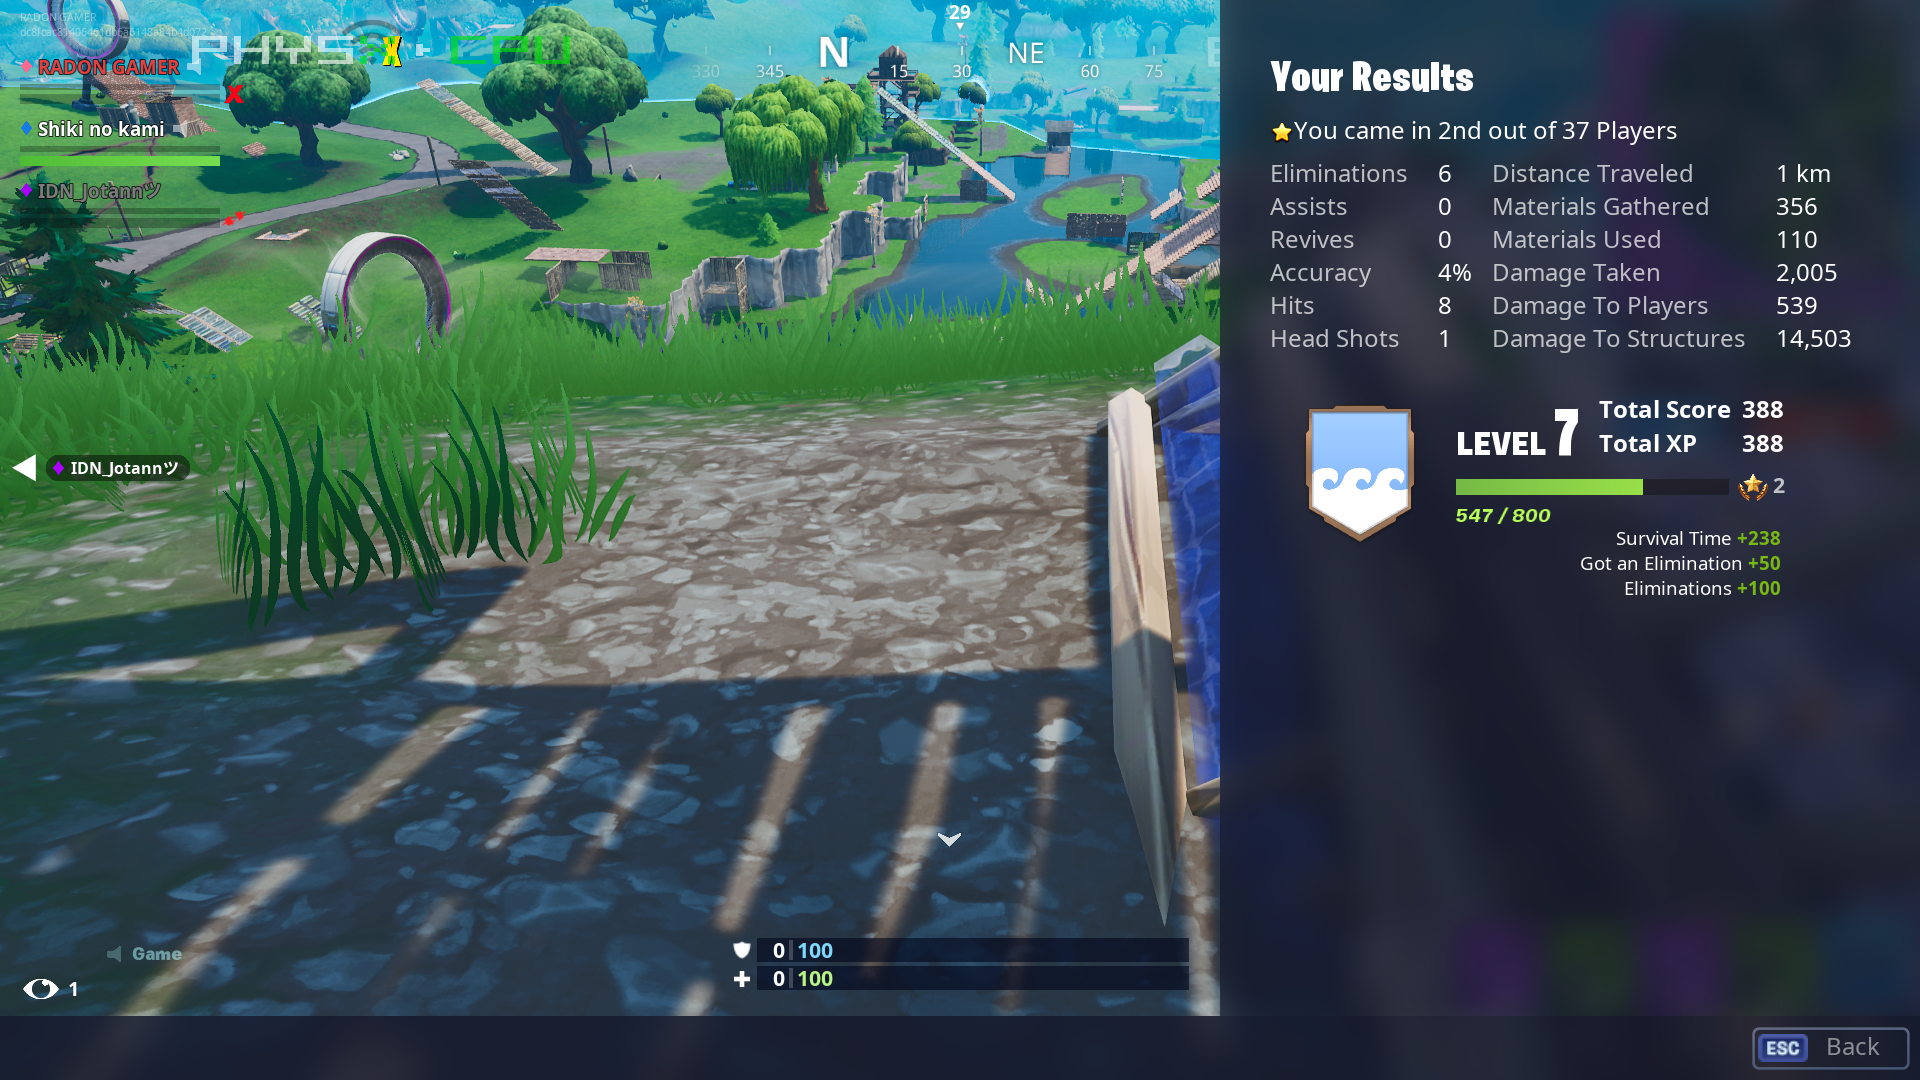 RADON GAMER
PHYSX CPU
RADON GAMER
X
Shiki no kami
IDN_Jotannツ
29
330 345 N 15 30 NE 60 75 E
IDN_Jotannツ
Game
1
0 | 100
0 | 100
Your Results
You came in 2nd out of 37 Players
Eliminations 6 Distance Traveled 1 km
Assists 0 Materials Gathered 356
Revives 0 Materials Used 110
Accuracy 4% Damage Taken 2,005
Hits 8 Damage To Players 539
Head Shots 1 Damage To Structures 14,503
LEVEL 7
Total Score 388
Total XP 388
2
547 / 800
Survival Time +238
Got an Elimination +50
Eliminations +100
ESC Back